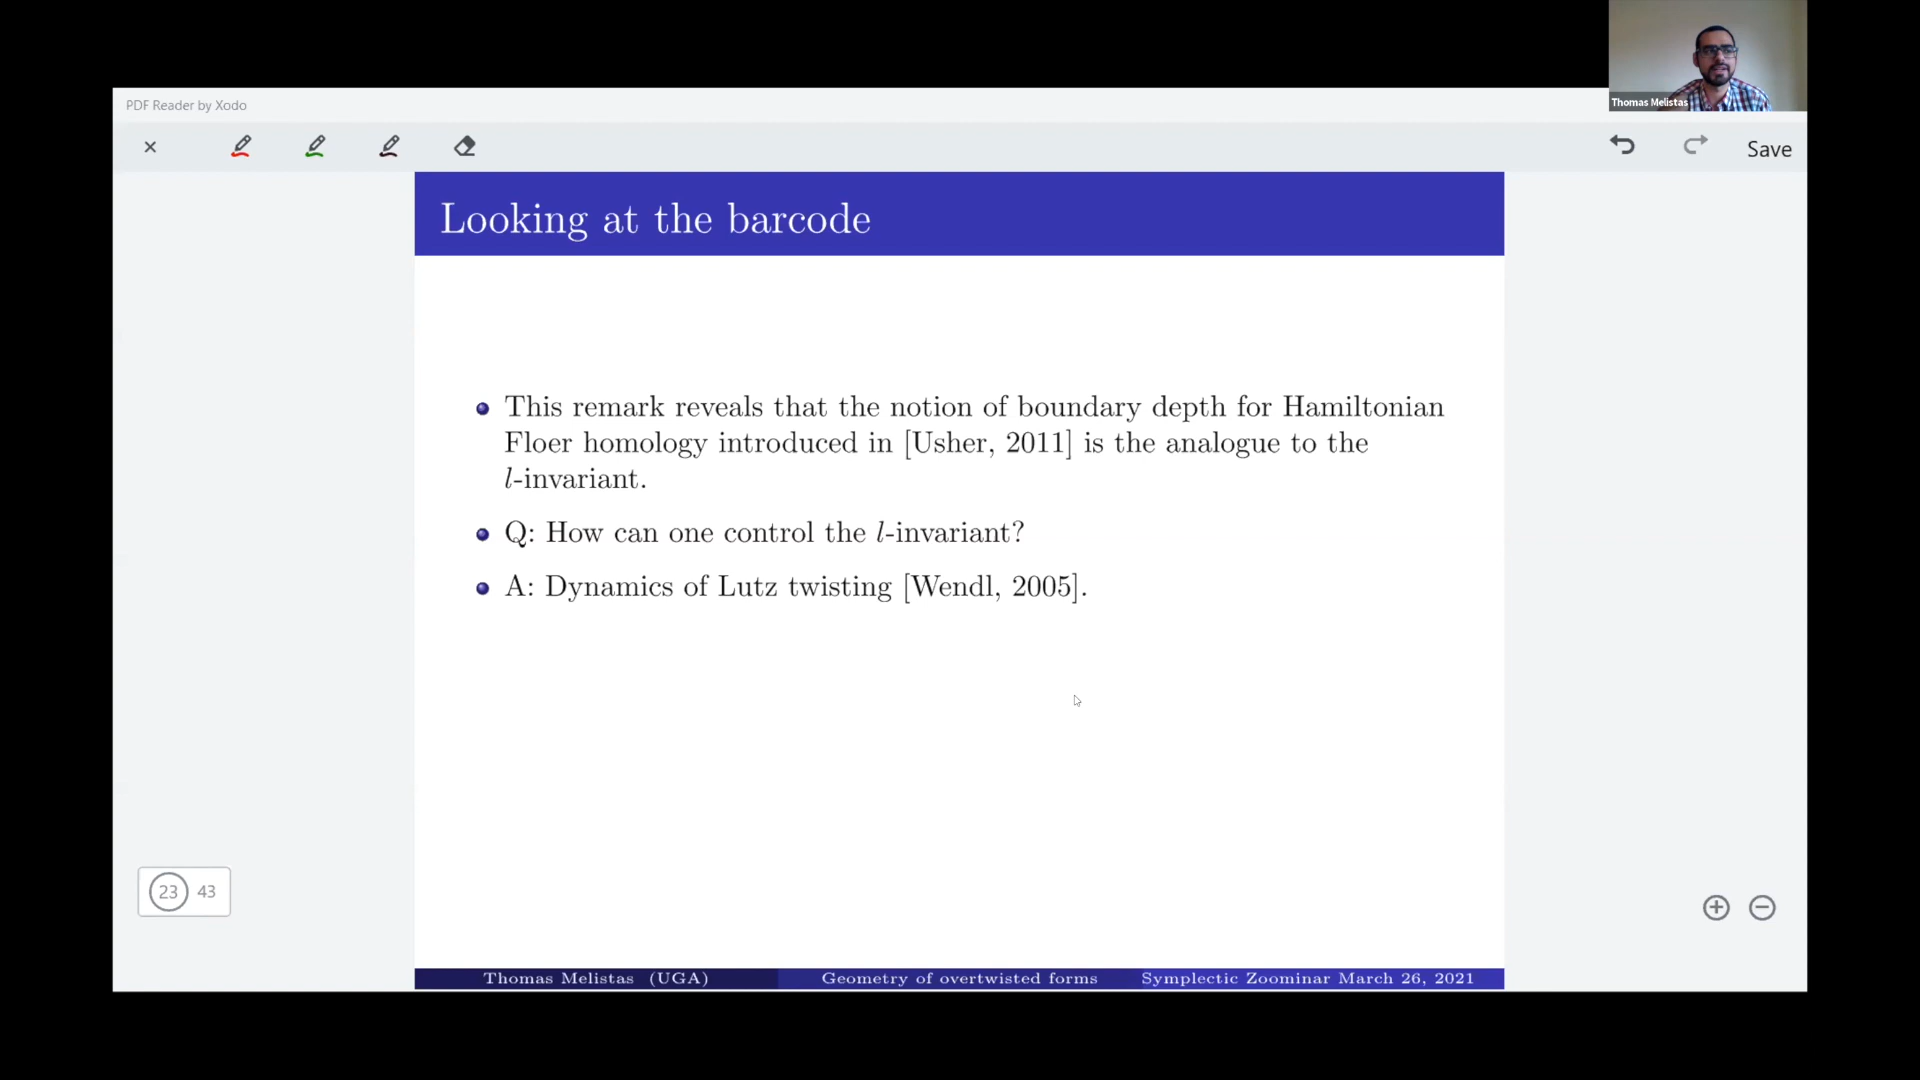 PDF Reader by Xodo
Thomas Melistas
Save
Looking at the barcode
This remark reveals that the notion of boundary depth for Hamiltonian
Floer homology introduced in [Usher, 2011] is the analogue to the
l-invariant.
Q: How can one control the l-invariant?
A: Dynamics of Lutz twisting [Wendl, 2005].
23 43
Thomas Melistas (UGA) Geometry of overtwisted forms Symplectic Zoominar March 26, 2021